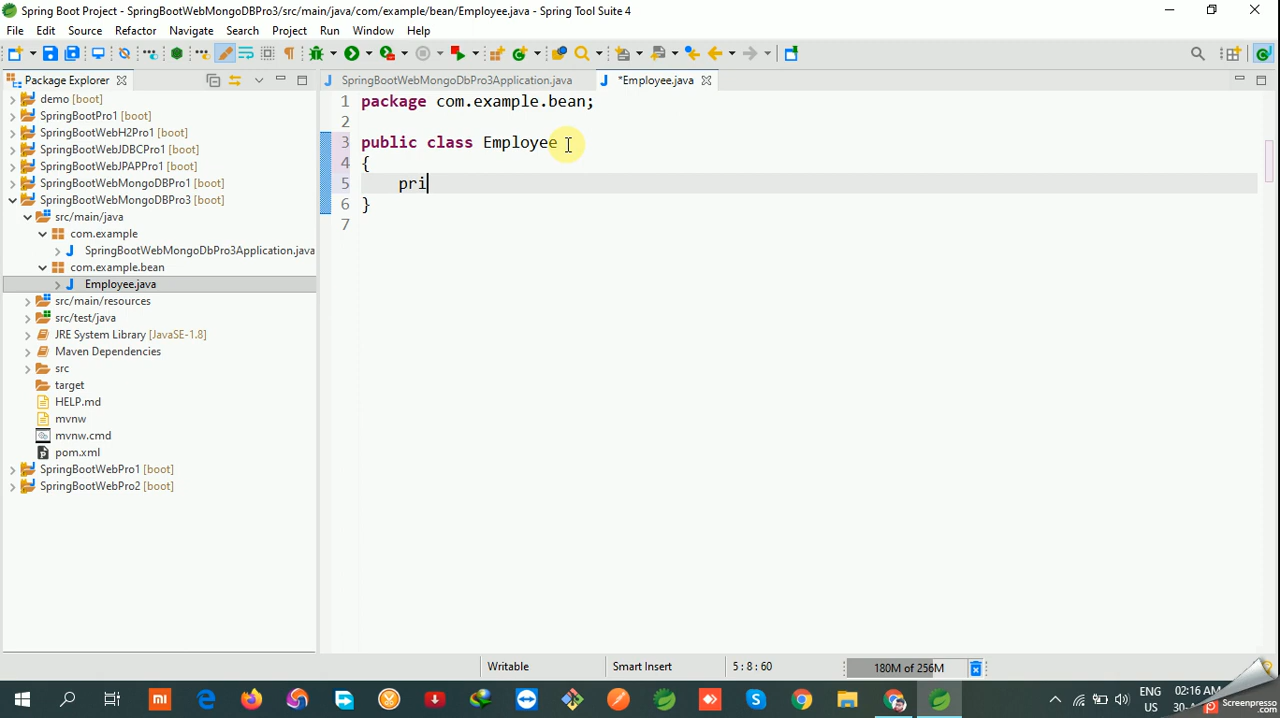 Spring Boot Project - SpringBootWebMongoDBPro3/src/main/java/com/example/bean/Employee.java - Spring Tool Suite 4
File Edit Source Refactor Navigate Search Project Run Window Help
Package Explorer
SpringBootWebMongoDbPro3Application.java
*Employee.java
demo [boot]
SpringBootPro1 [boot]
SpringBootWebH2Pro1 [boot]
SpringBootWebJDBCPro1 [boot]
SpringBootWebJPAPPro1 [boot]
SpringBootWebMongoDBPro1 [boot]
SpringBootWebMongoDBPro3 [boot]
src/main/java
com.example
SpringBootWebMongoDbPro3Application.java
com.example.bean
Employee.java
src/main/resources
src/test/java
JRE System Library [JavaSE-1.8]
Maven Dependencies
src
target
HELP.md
mvnw
mvnw.cmd
pom.xml
SpringBootWebPro1 [boot]
SpringBootWebPro2 [boot]
1 package com.example.bean;
2
3 public class Employee
4 {
5 pri
6 }
7
Writable
Smart Insert
5 : 8 : 60
180M of 256M
ENG
US
02:16 AM
Screenpresso
.com